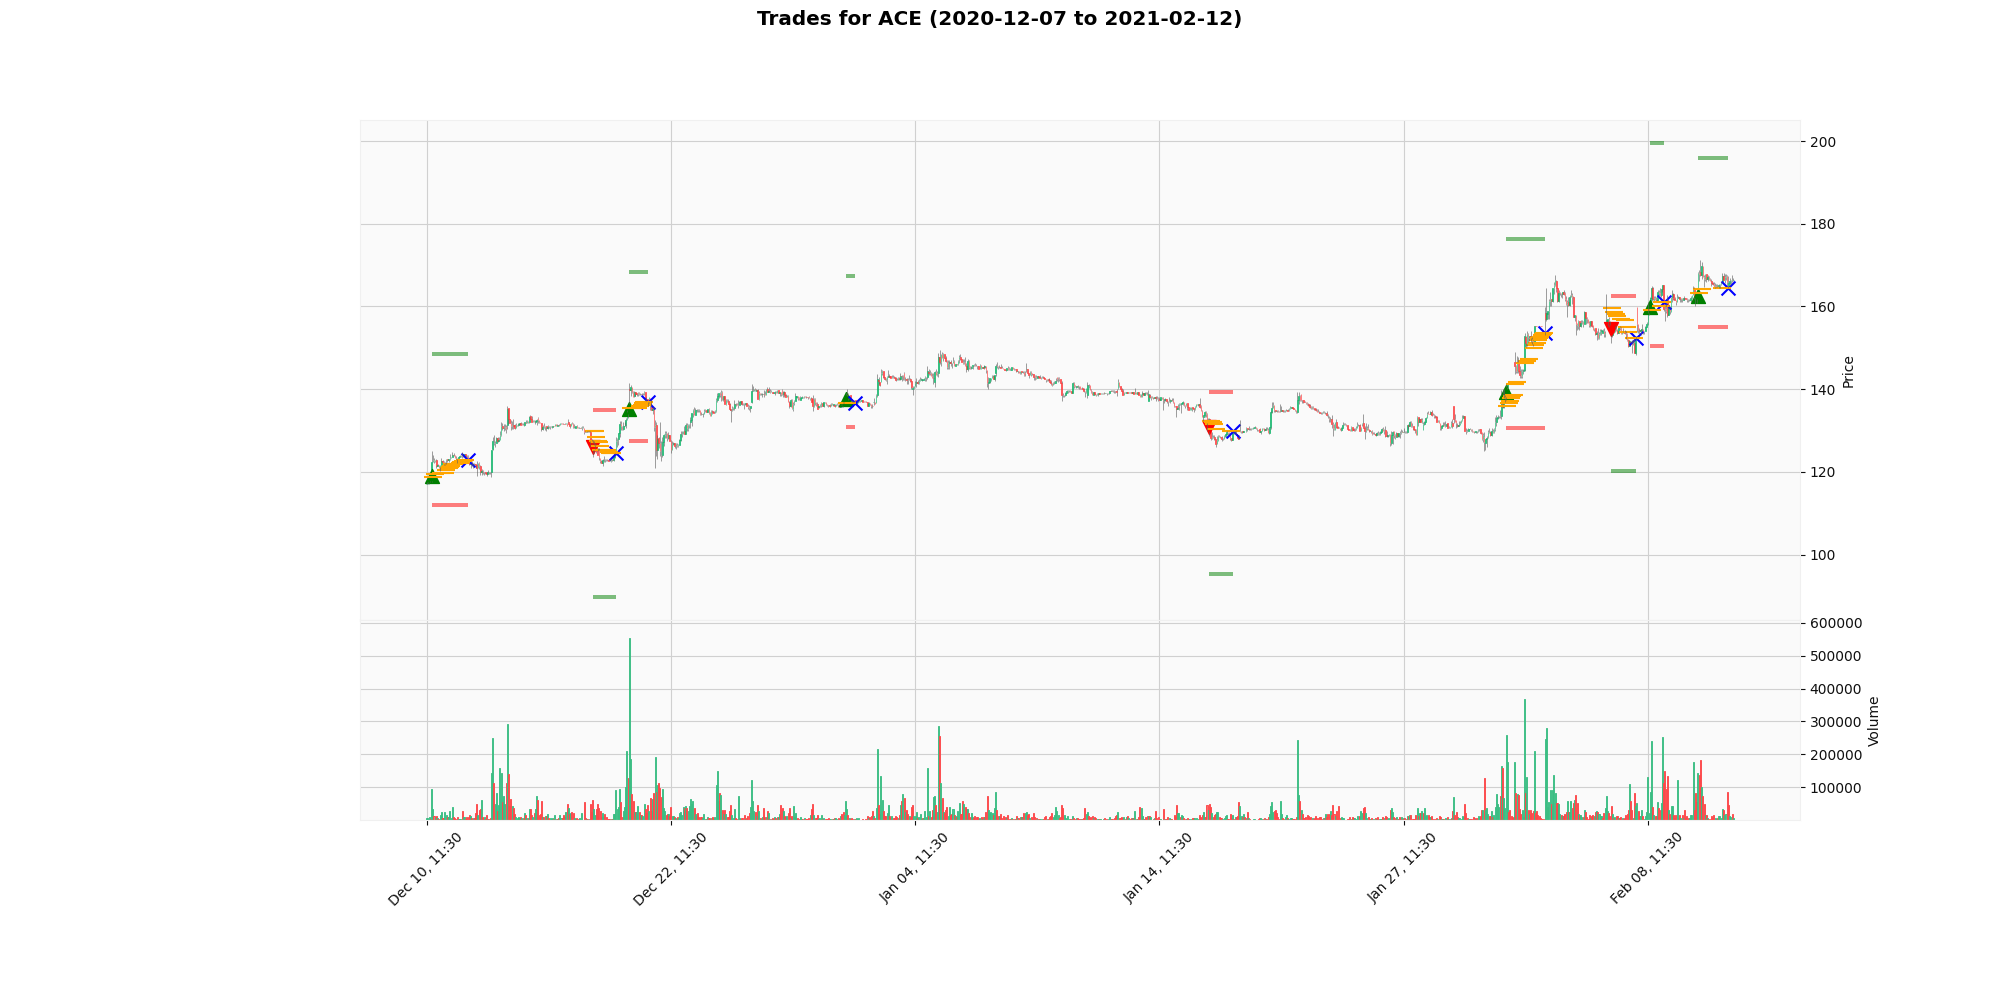 Trades for ACE (2020-12-07 to 2021-02-12)
200
180
160
140
120
100
Price
600000
500000
400000
300000
200000
100000
Volume
Dec 10, 11:30
Dec 22, 11:30
Jan 04, 11:30
Jan 14, 11:30
Jan 27, 11:30
Feb 08, 11:30